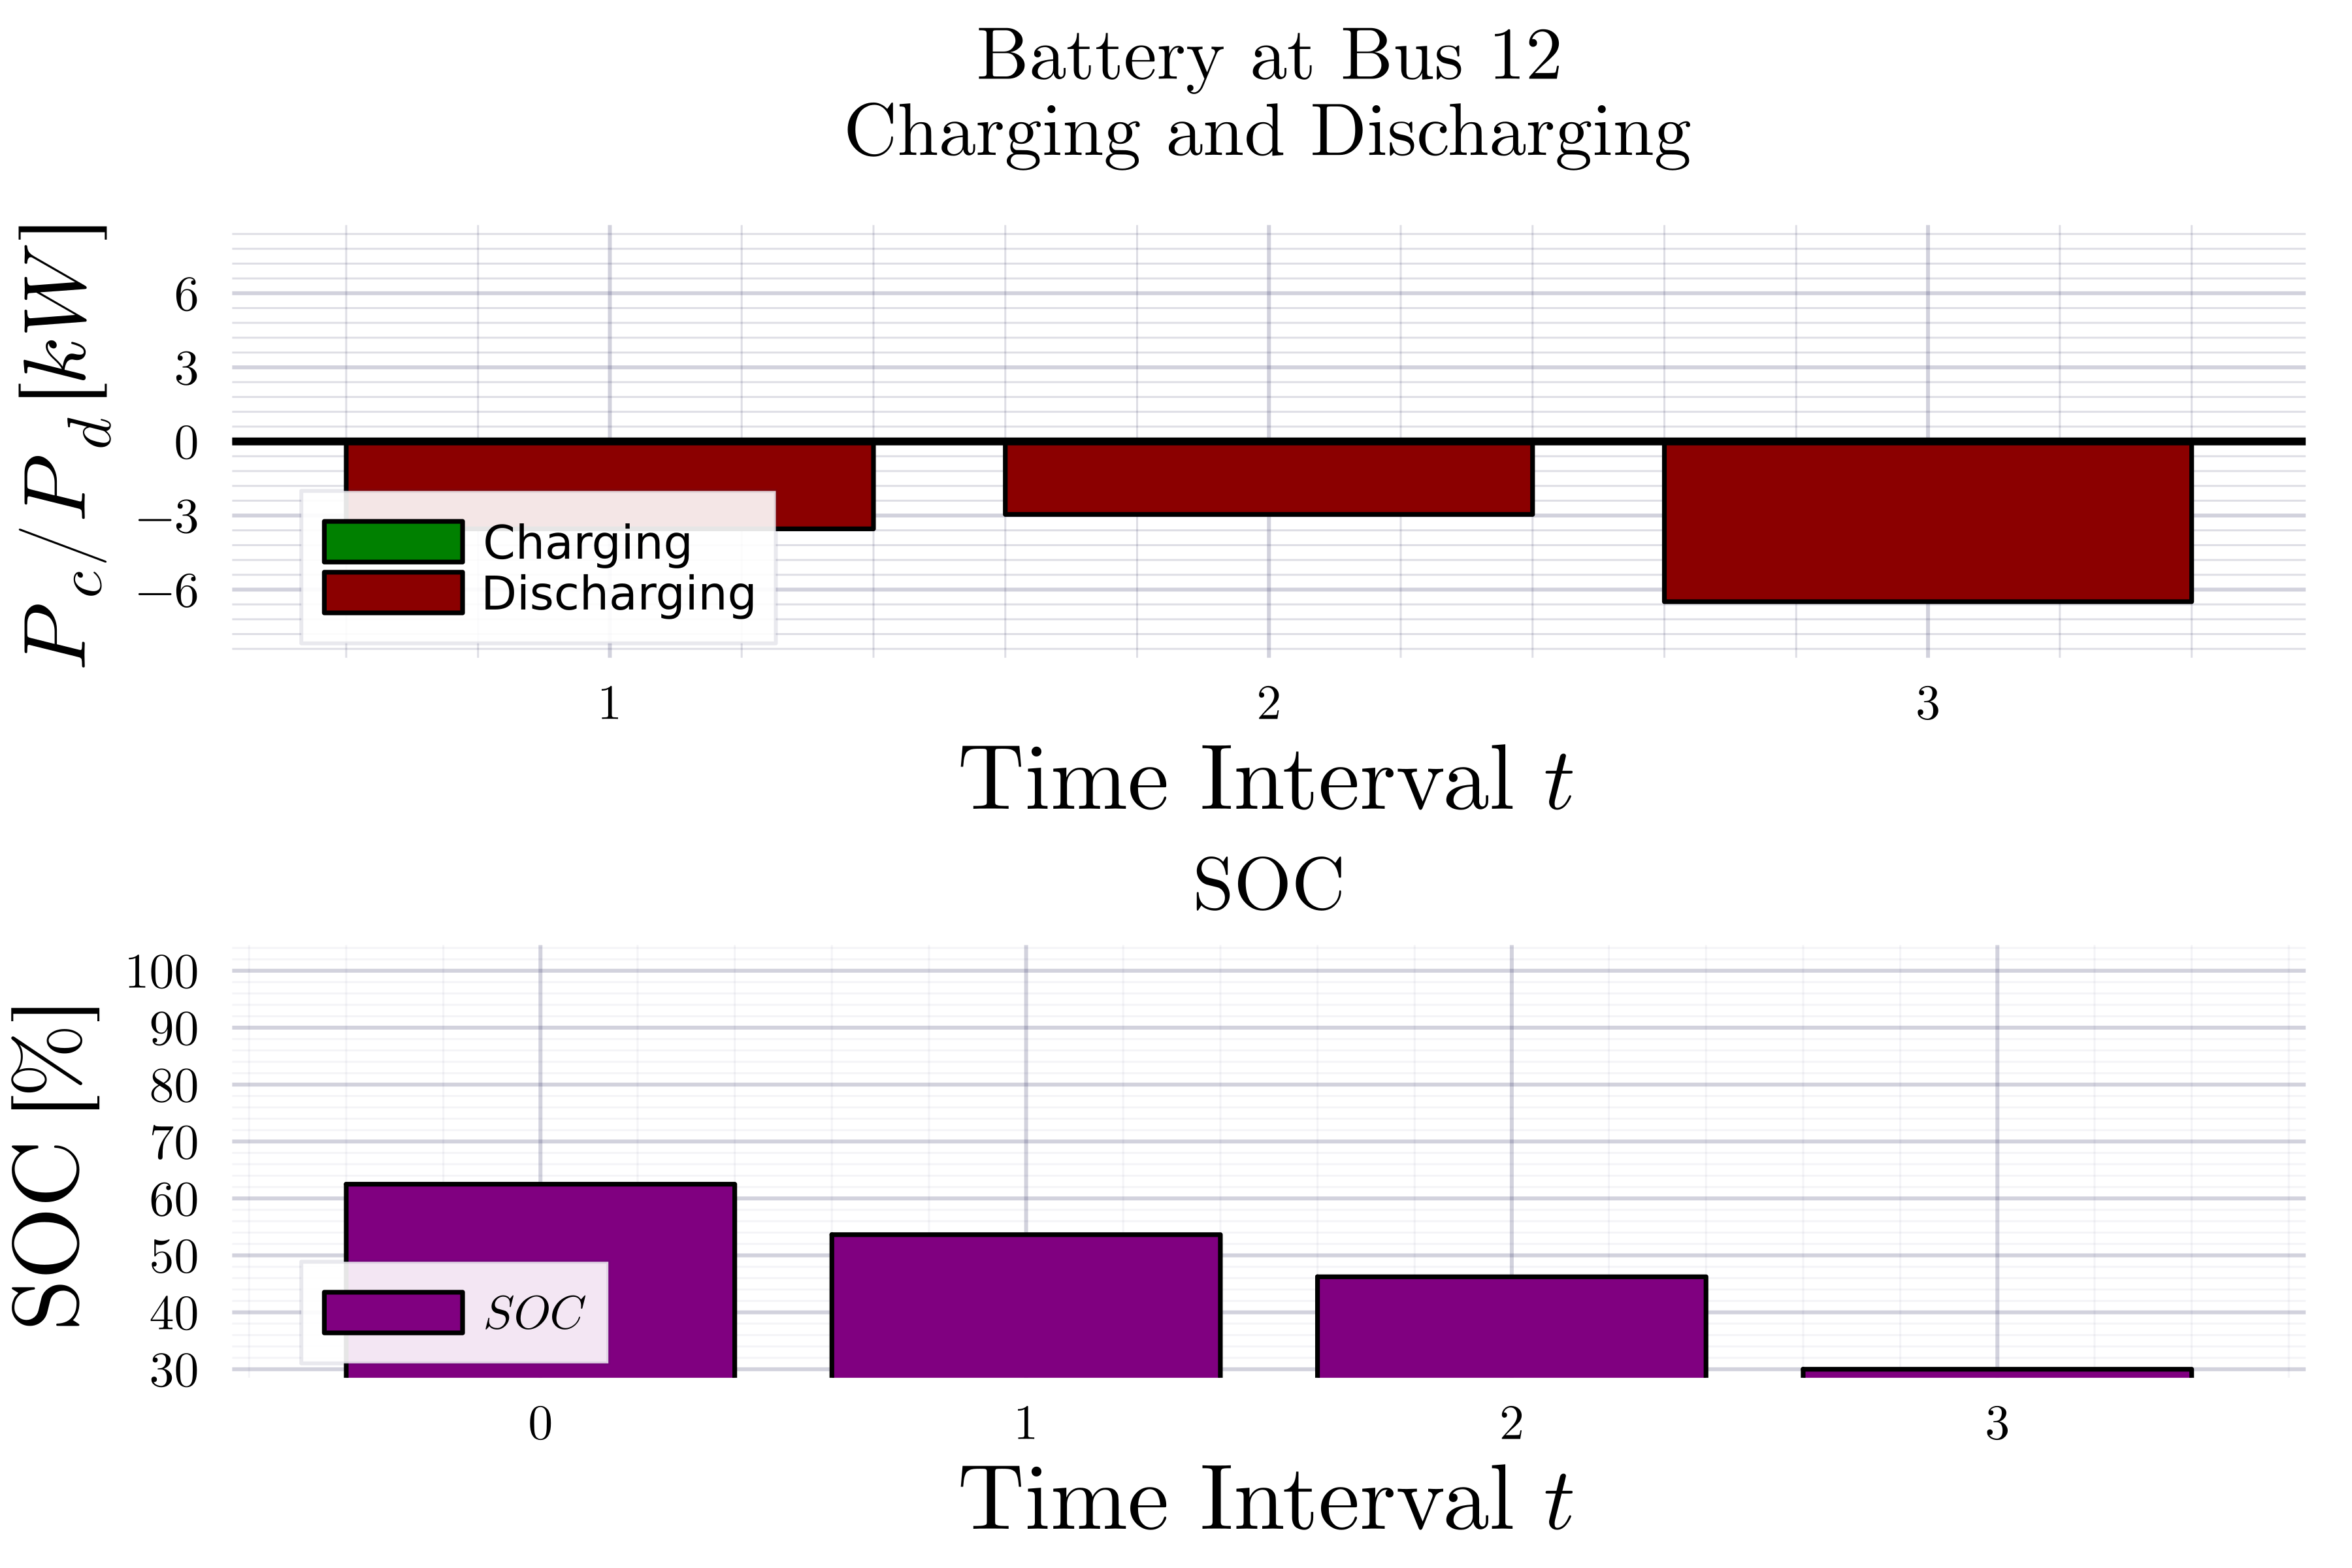 Battery at Bus 12
Charging and Discharging
P_c/P_d [kW]
6
3
0
−3
−6
Charging
Discharging
1 2 3
Time Interval t
SOC
SOC [%]
100
90
80
70
60
50
40
30
SOC
0 1 2 3
Time Interval t